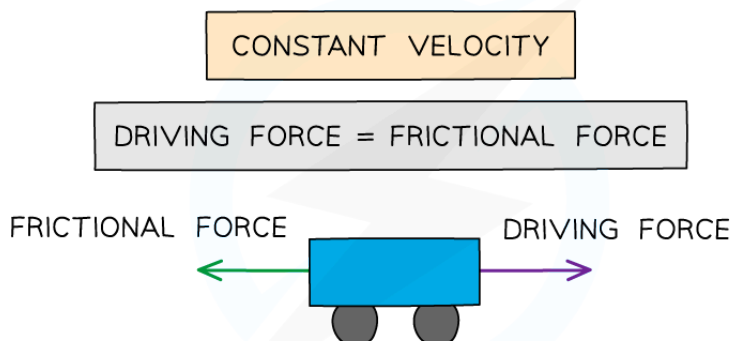 CONSTANT VELOCITY
DRIVING FORCE = FRICTIONAL FORCE
FRICTIONAL FORCE
DRIVING FORCE